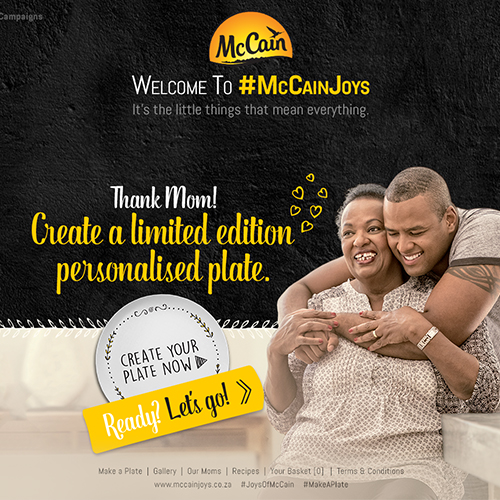 Campaigns
McCain
WELCOME TO #MCCAINJOYS
It's the little things that mean everything.
Thank Mom!
Create a limited edition
personalised plate.
CREATE YOUR
PLATE NOW
Ready? Let's go!
Make a Plate | Gallery | Our Moms | Recipes | Your Basket [0] | Terms & Conditions
www.mccainjoys.co.za #JoysOfMcCain #MakeAPlate